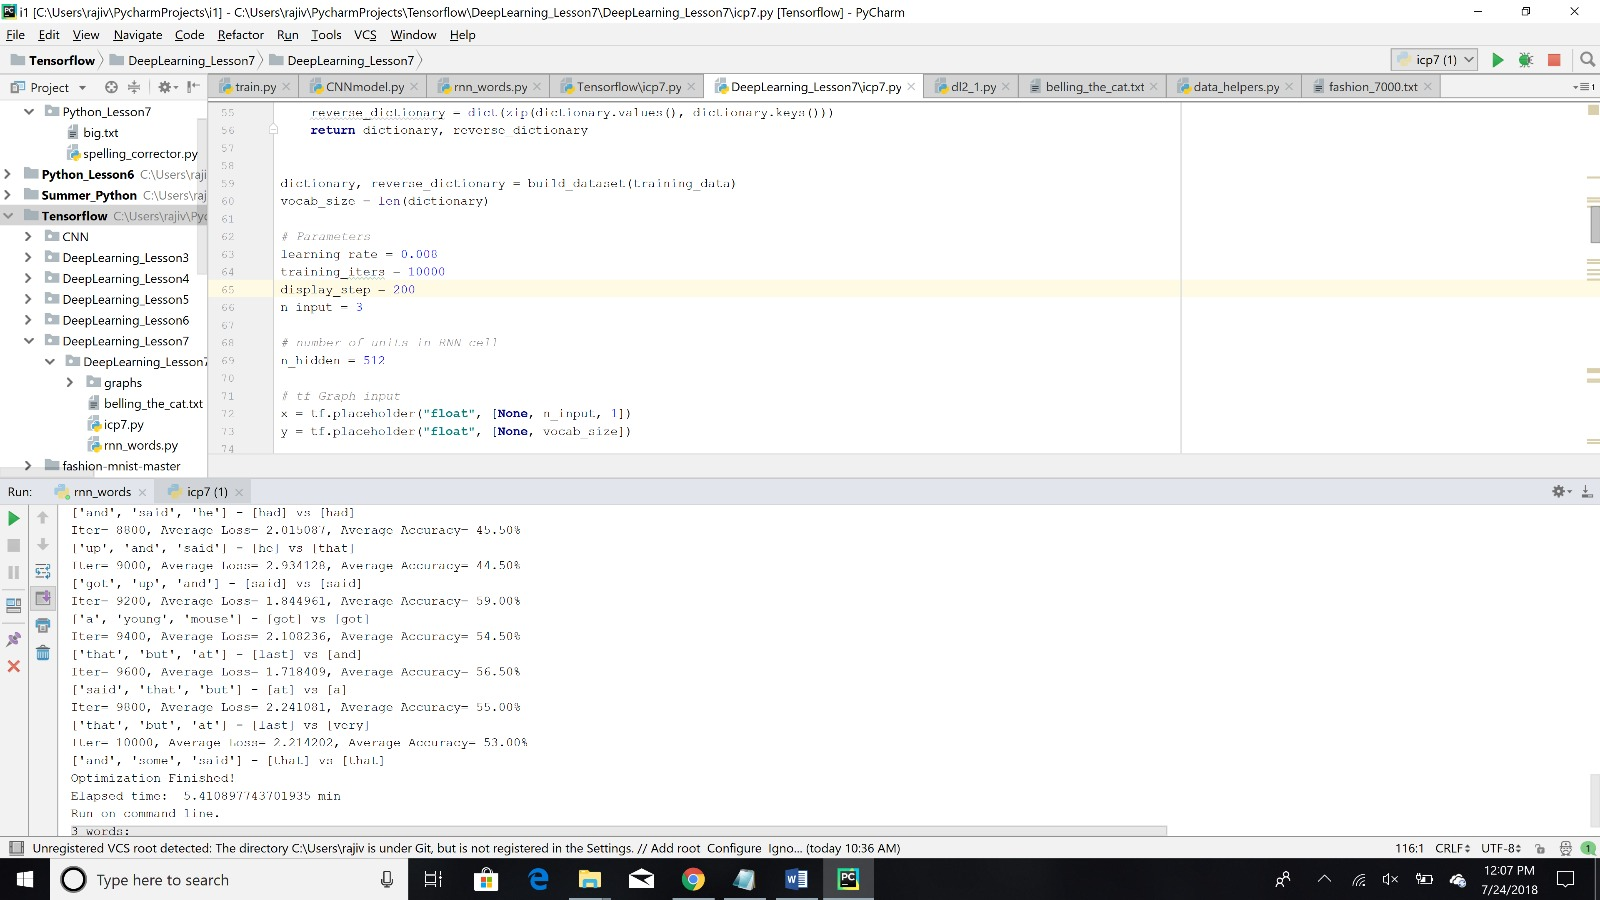 i1 [C:\Users\rajiv\PycharmProjects\i1] - C:\Users\rajiv\PycharmProjects\Tensorflow\DeepLearning_Lesson7\DeepLearning_Lesson7\icp7.py [Tensorflow] - PyCharm
File Edit View Navigate Code Refactor Run Tools VCS Window Help
Tensorflow DeepLearning_Lesson7 DeepLearning_Lesson7 icp7 (1)
Project train.py CNNmodel.py rnn_words.py Tensorflow\icp7.py DeepLearning_Lesson7\icp7.py dl2_1.py belling_the_cat.txt data_helpers.py fashion_7000.txt
Python_Lesson7
big.txt
spelling_corrector.py
Python_Lesson6 C:\Users\raji
Summer_Python C:\Users\raj
Tensorflow C:\Users\rajiv\Pyc
CNN
DeepLearning_Lesson3
DeepLearning_Lesson4
DeepLearning_Lesson5
DeepLearning_Lesson6
DeepLearning_Lesson7
DeepLearning_Lesson7
graphs
belling_the_cat.txt
icp7.py
rnn_words.py
fashion-mnist-master
55 reverse_dictionary = dict(zip(dictionary.values(), dictionary.keys()))
56 return dictionary, reverse_dictionary
57
58
59 dictionary, reverse_dictionary = build_dataset(training_data)
60 vocab_size = len(dictionary)
61
62 # Parameters
63 learning_rate = 0.008
64 training_iters = 10000
65 display_step = 200
66 n_input = 3
67
68 # number of units in RNN cell
69 n_hidden = 512
70
71 # tf Graph input
72 x = tf.placeholder("float", [None, n_input, 1])
73 y = tf.placeholder("float", [None, vocab_size])
74
Run: rnn_words icp7 (1)
['and', 'said', 'he'] - [had] vs [had]
Iter= 8800, Average Loss= 2.015087, Average Accuracy= 45.50%
['up', 'and', 'said'] - [he] vs [that]
Iter= 9000, Average Loss= 2.934128, Average Accuracy= 44.50%
['got', 'up', 'and'] - [said] vs [said]
Iter= 9200, Average Loss= 1.844961, Average Accuracy= 59.00%
['a', 'young', 'mouse'] - [got] vs [got]
Iter= 9400, Average Loss= 2.108236, Average Accuracy= 54.50%
['that', 'but', 'at'] - [last] vs [and]
Iter= 9600, Average Loss= 1.718409, Average Accuracy= 56.50%
['said', 'that', 'but'] - [at] vs [a]
Iter= 9800, Average Loss= 2.241081, Average Accuracy= 55.00%
['that', 'but', 'at'] - [last] vs [very]
Iter= 10000, Average Loss= 2.214202, Average Accuracy= 53.00%
['and', 'some', 'said'] - [that] vs [that]
Optimization Finished!
Elapsed time: 5.410897743701935 min
Run on command line.
3 words:
Unregistered VCS root detected: The directory C:\Users\rajiv is under Git, but is not registered in the Settings. // Add root Configure Igno... (today 10:36 AM) 116:1 CRLF UTF-8 1
Type here to search
12:07 PM
7/24/2018